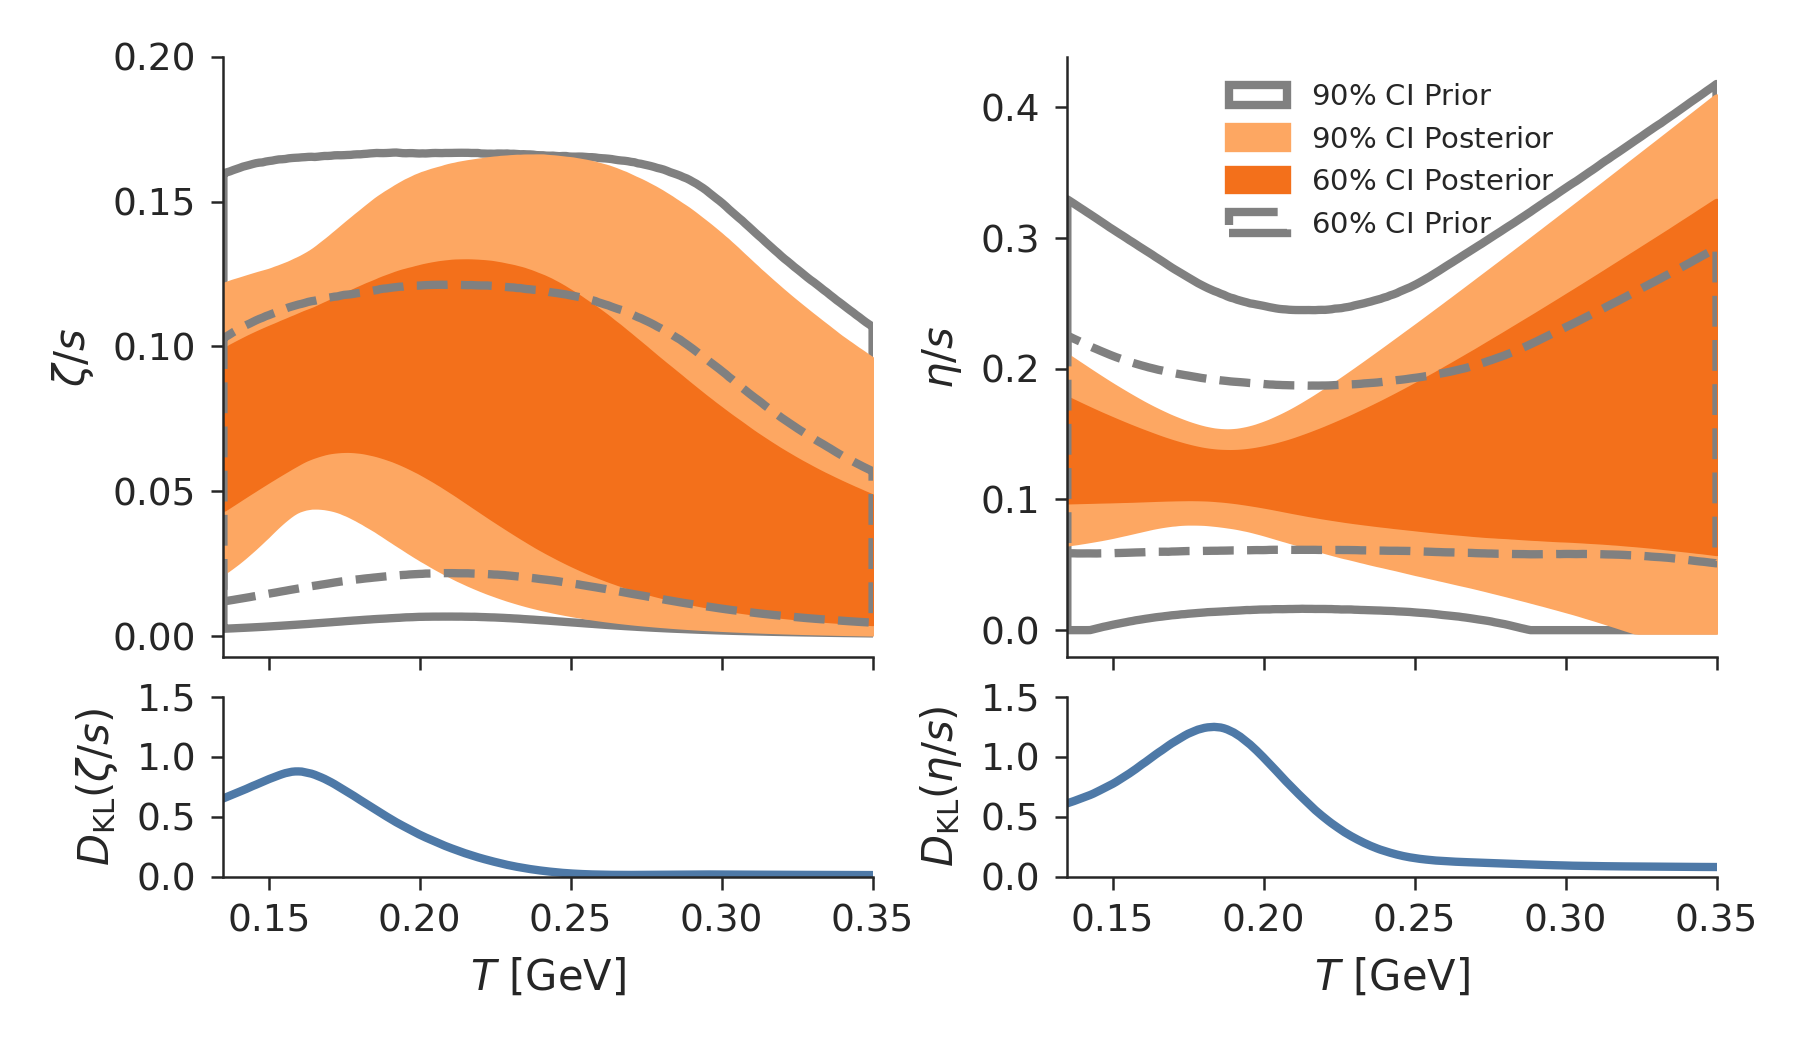 0.20
0.15
0.10
0.05
0.00
ζ/s
0.4
0.3
0.2
0.1
0.0
η/s
90% CI Prior
90% CI Posterior
60% CI Posterior
60% CI Prior
1.5
1.0
0.5
0.0
D_KL(ζ/s)
0.15 0.20 0.25 0.30 0.35
T [GeV]
1.5
1.0
0.5
0.0
D_KL(η/s)
0.15 0.20 0.25 0.30 0.35
T [GeV]